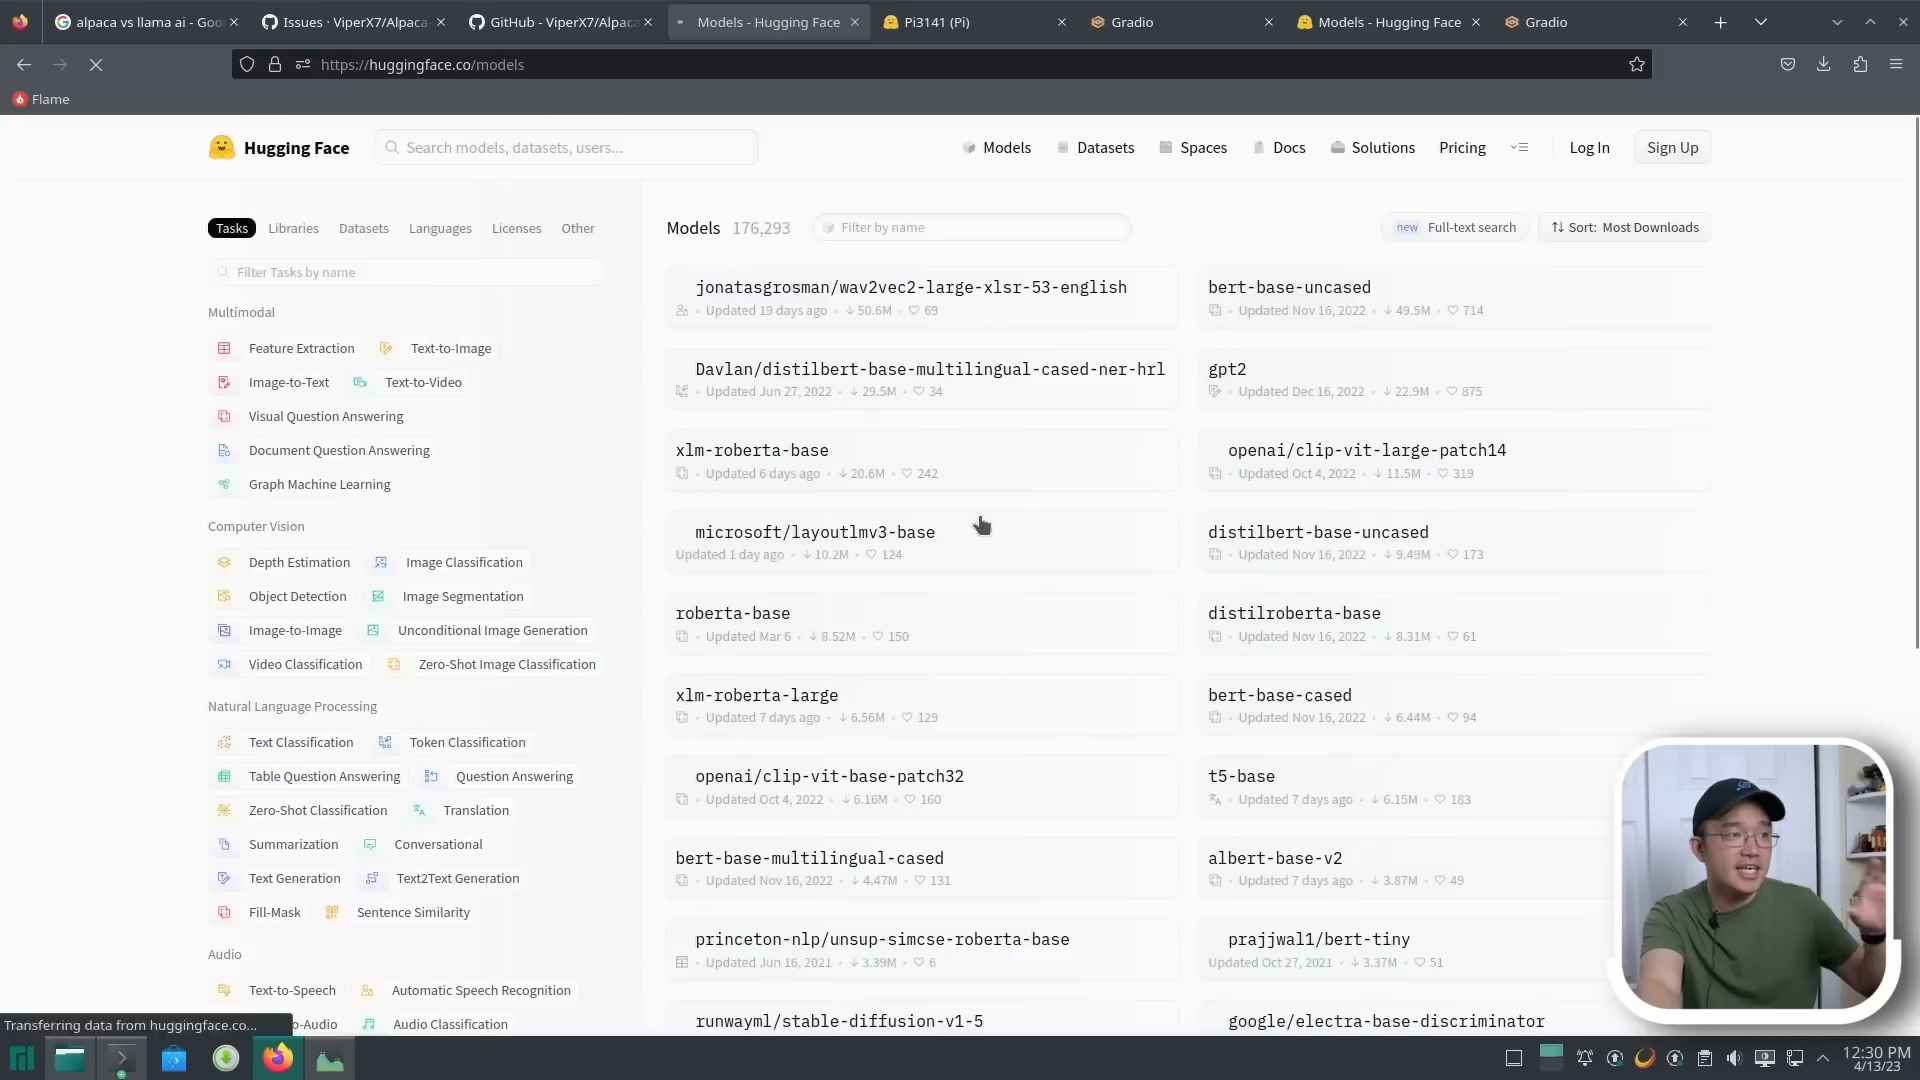 alpaca vs llama ai - Goo
Issues · ViperX7/Alpaca-
GitHub - ViperX7/Alpaca
Models - Hugging Face
Pi3141 (Pi)
Gradio
Models - Hugging Face
Gradio
https://huggingface.co/models
Flame
Hugging Face
Search models, datasets, users...
Models
Datasets
Spaces
Docs
Solutions
Pricing
Log In
Sign Up
Tasks
Libraries
Datasets
Languages
Licenses
Other
Filter Tasks by name
Multimodal
Feature Extraction
Text-to-Image
Image-to-Text
Text-to-Video
Visual Question Answering
Document Question Answering
Graph Machine Learning
Computer Vision
Depth Estimation
Image Classification
Object Detection
Image Segmentation
Image-to-Image
Unconditional Image Generation
Video Classification
Zero-Shot Image Classification
Natural Language Processing
Text Classification
Token Classification
Table Question Answering
Question Answering
Zero-Shot Classification
Translation
Summarization
Conversational
Text Generation
Text2Text Generation
Fill-Mask
Sentence Similarity
Audio
Text-to-Speech
Automatic Speech Recognition
o-Audio
Audio Classification
Models 176,293
Filter by name
new Full-text search
Sort: Most Downloads
jonatasgrosman/wav2vec2-large-xlsr-53-english
• Updated 19 days ago • ↓ 50.6M • ♡ 69
bert-base-uncased
• Updated Nov 16, 2022 • ↓ 49.5M • ♡ 714
Davlan/distilbert-base-multilingual-cased-ner-hrl
• Updated Jun 27, 2022 • ↓ 29.5M • ♡ 34
gpt2
• Updated Dec 16, 2022 • ↓ 22.9M • ♡ 875
xlm-roberta-base
• Updated 6 days ago • ↓ 20.6M • ♡ 242
openai/clip-vit-large-patch14
• Updated Oct 4, 2022 • ↓ 11.5M • ♡ 319
microsoft/layoutlmv3-base
Updated 1 day ago • ↓ 10.2M • ♡ 124
distilbert-base-uncased
• Updated Nov 16, 2022 • ↓ 9.49M • ♡ 173
roberta-base
• Updated Mar 6 • ↓ 8.52M • ♡ 150
distilroberta-base
• Updated Nov 16, 2022 • ↓ 8.31M • ♡ 61
xlm-roberta-large
• Updated 7 days ago • ↓ 6.56M • ♡ 129
bert-base-cased
• Updated Nov 16, 2022 • ↓ 6.44M • ♡ 94
openai/clip-vit-base-patch32
• Updated Oct 4, 2022 • ↓ 6.16M • ♡ 160
t5-base
• Updated 7 days ago • ↓ 6.15M • ♡ 183
bert-base-multilingual-cased
• Updated Nov 16, 2022 • ↓ 4.47M • ♡ 131
albert-base-v2
• Updated 7 days ago • ↓ 3.87M • ♡ 49
princeton-nlp/unsup-simcse-roberta-base
• Updated Jun 16, 2021 • ↓ 3.39M • ♡ 6
prajjwal1/bert-tiny
Updated Oct 27, 2021 • ↓ 3.37M • ♡ 51
runwayml/stable-diffusion-v1-5
google/electra-base-discriminator
Transferring data from huggingface.co...
12:30 PM
4/13/23